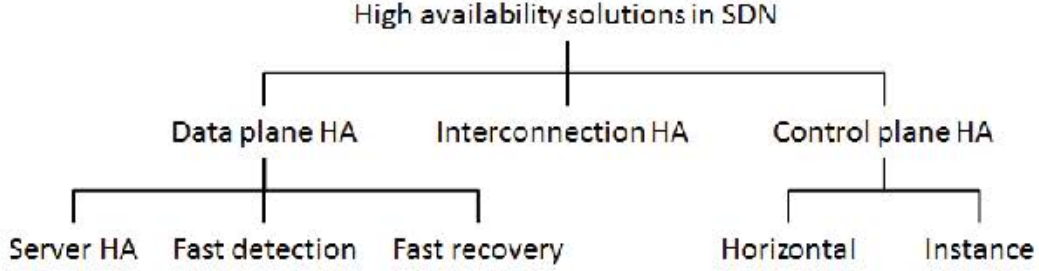 High availability solutions in SDN
Data plane HA Interconnection HA Control plane HA
Server HA Fast detection Fast recovery Horizontal Instance